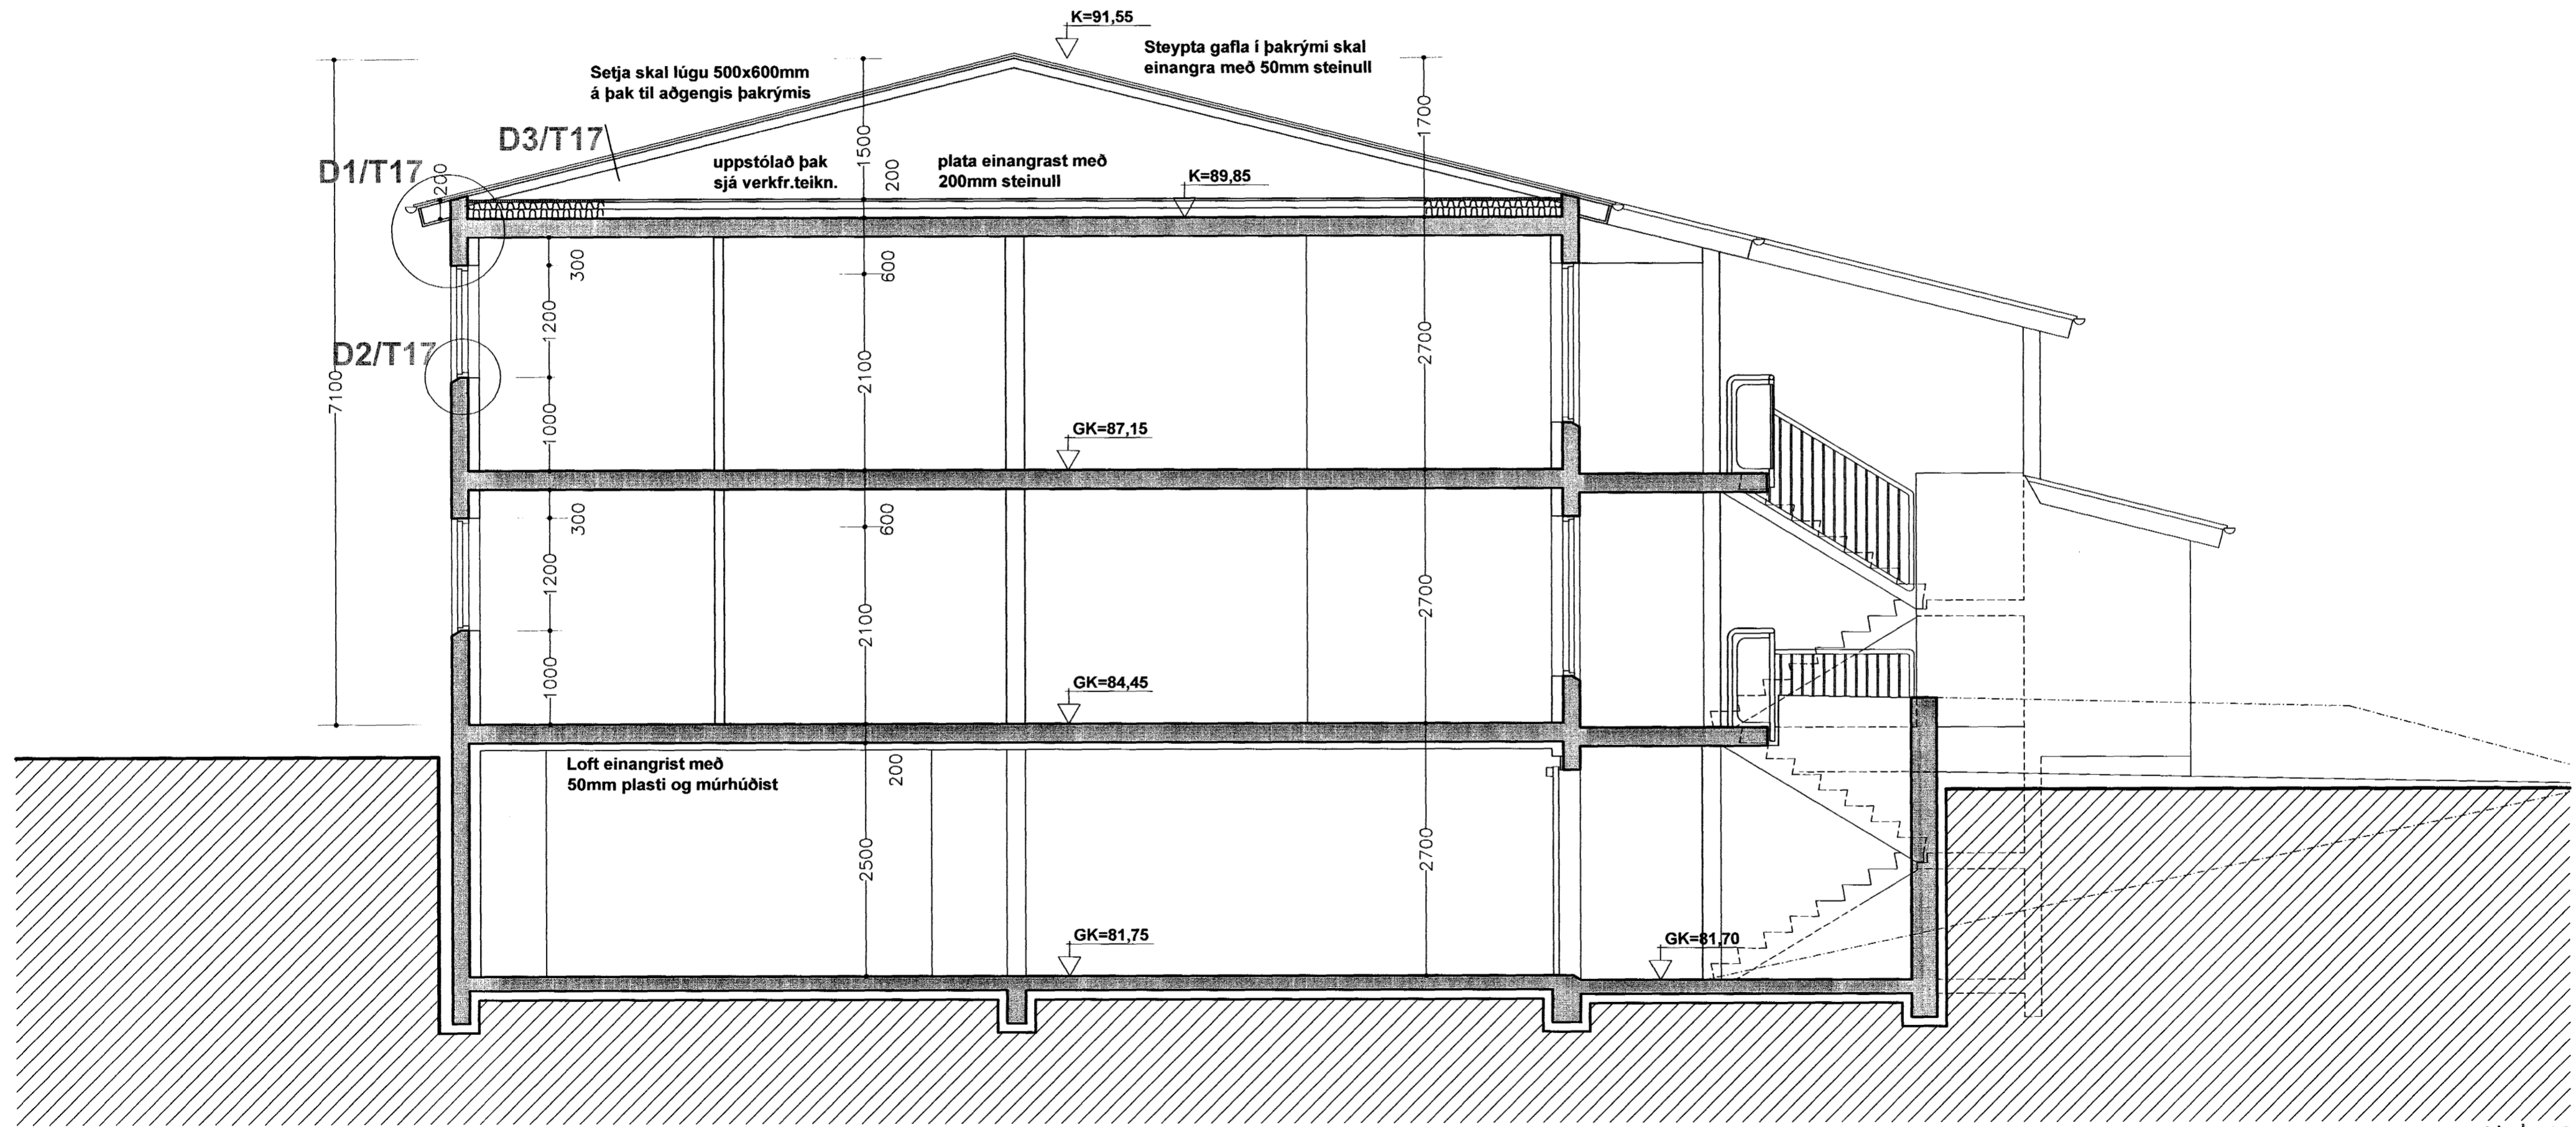 K=91,55
Steypta gafla í þakrými skal
einangra með 50mm steinull
Setja skal lúgu 500x600mm
á þak til aðgengis þakrýmis
D3/T17
D1/T17
200
1500
1700
uppstólað þak
sjá verkfr.teikn.
200
plata einangrast með
200mm steinull
K=89,85
300
600
1200
2100
2700
D2/T17
7100
1000
GK=87,15
300
600
1200
2100
2700
1000
GK=84,45
Loft einangrist með
50mm plasti og múrhúðist
200
2500
2700
GK=81,75
GK=81,70